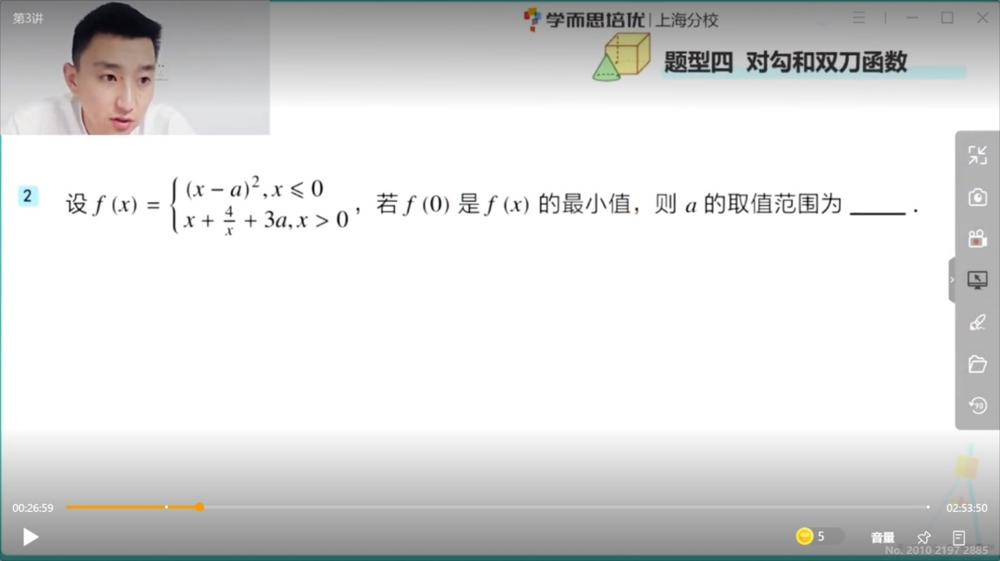 第3讲
学而思培优 | 上海分校
题型四 对勾和双刀函数
2 设 f (x) = { (x − a)², x ⩽ 0
x + 4/x + 3a, x > 0 ，若 f (0) 是 f (x) 的最小值，则 a 的取值范围为 _____ .
90
00:26:59
02:53:50
5
音量
No. 2010 2197 2885